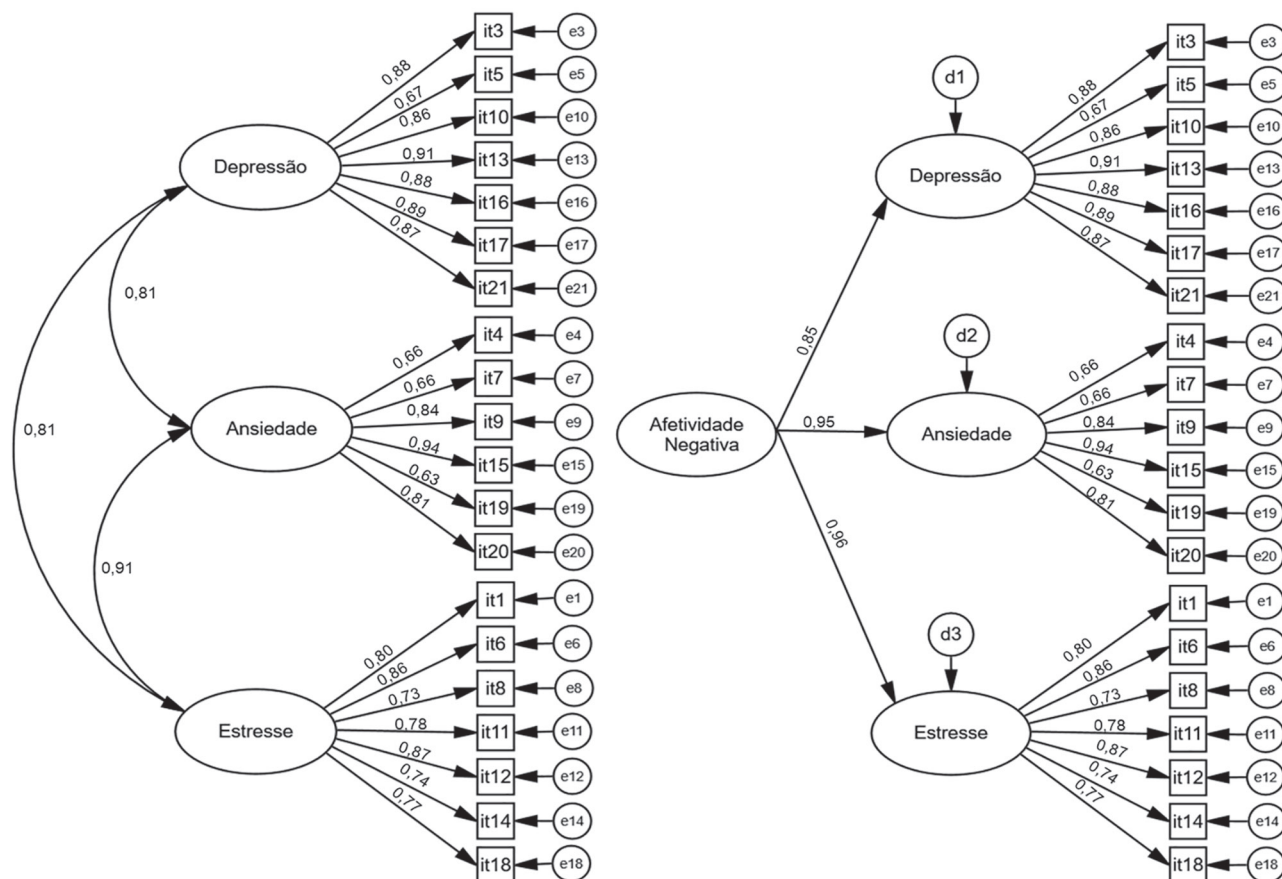 it3
e3
0,88
it5
e5
0,67
it10
e10
0,86
Depressão
0,91
it13
e13
0,88
it16
e16
0,89
it17
e17
0,87
it21
e21
0,81
it4
e4
0,66
it7
e7
0,66
Ansiedade
0,84
it9
e9
0,94
it15
e15
0,63
it19
e19
0,81
it20
e20
0,81
0,91
it1
e1
0,80
it6
e6
0,86
it8
e8
0,73
Estresse
0,78
it11
e11
0,87
it12
e12
0,74
it14
e14
0,77
it18
e18
d1
it3
e3
0,88
it5
e5
0,67
it10
e10
0,86
Depressão
0,91
it13
e13
0,88
it16
e16
0,89
it17
e17
0,87
it21
e21
0,85
d2
it4
e4
0,66
it7
e7
0,66
Afetividade
Negativa
0,95
Ansiedade
0,84
it9
e9
0,94
it15
e15
0,63
it19
e19
0,81
it20
e20
0,96
d3
it1
e1
0,80
it6
e6
0,86
it8
e8
0,73
Estresse
0,78
it11
e11
0,87
it12
e12
0,74
it14
e14
0,77
it18
e18